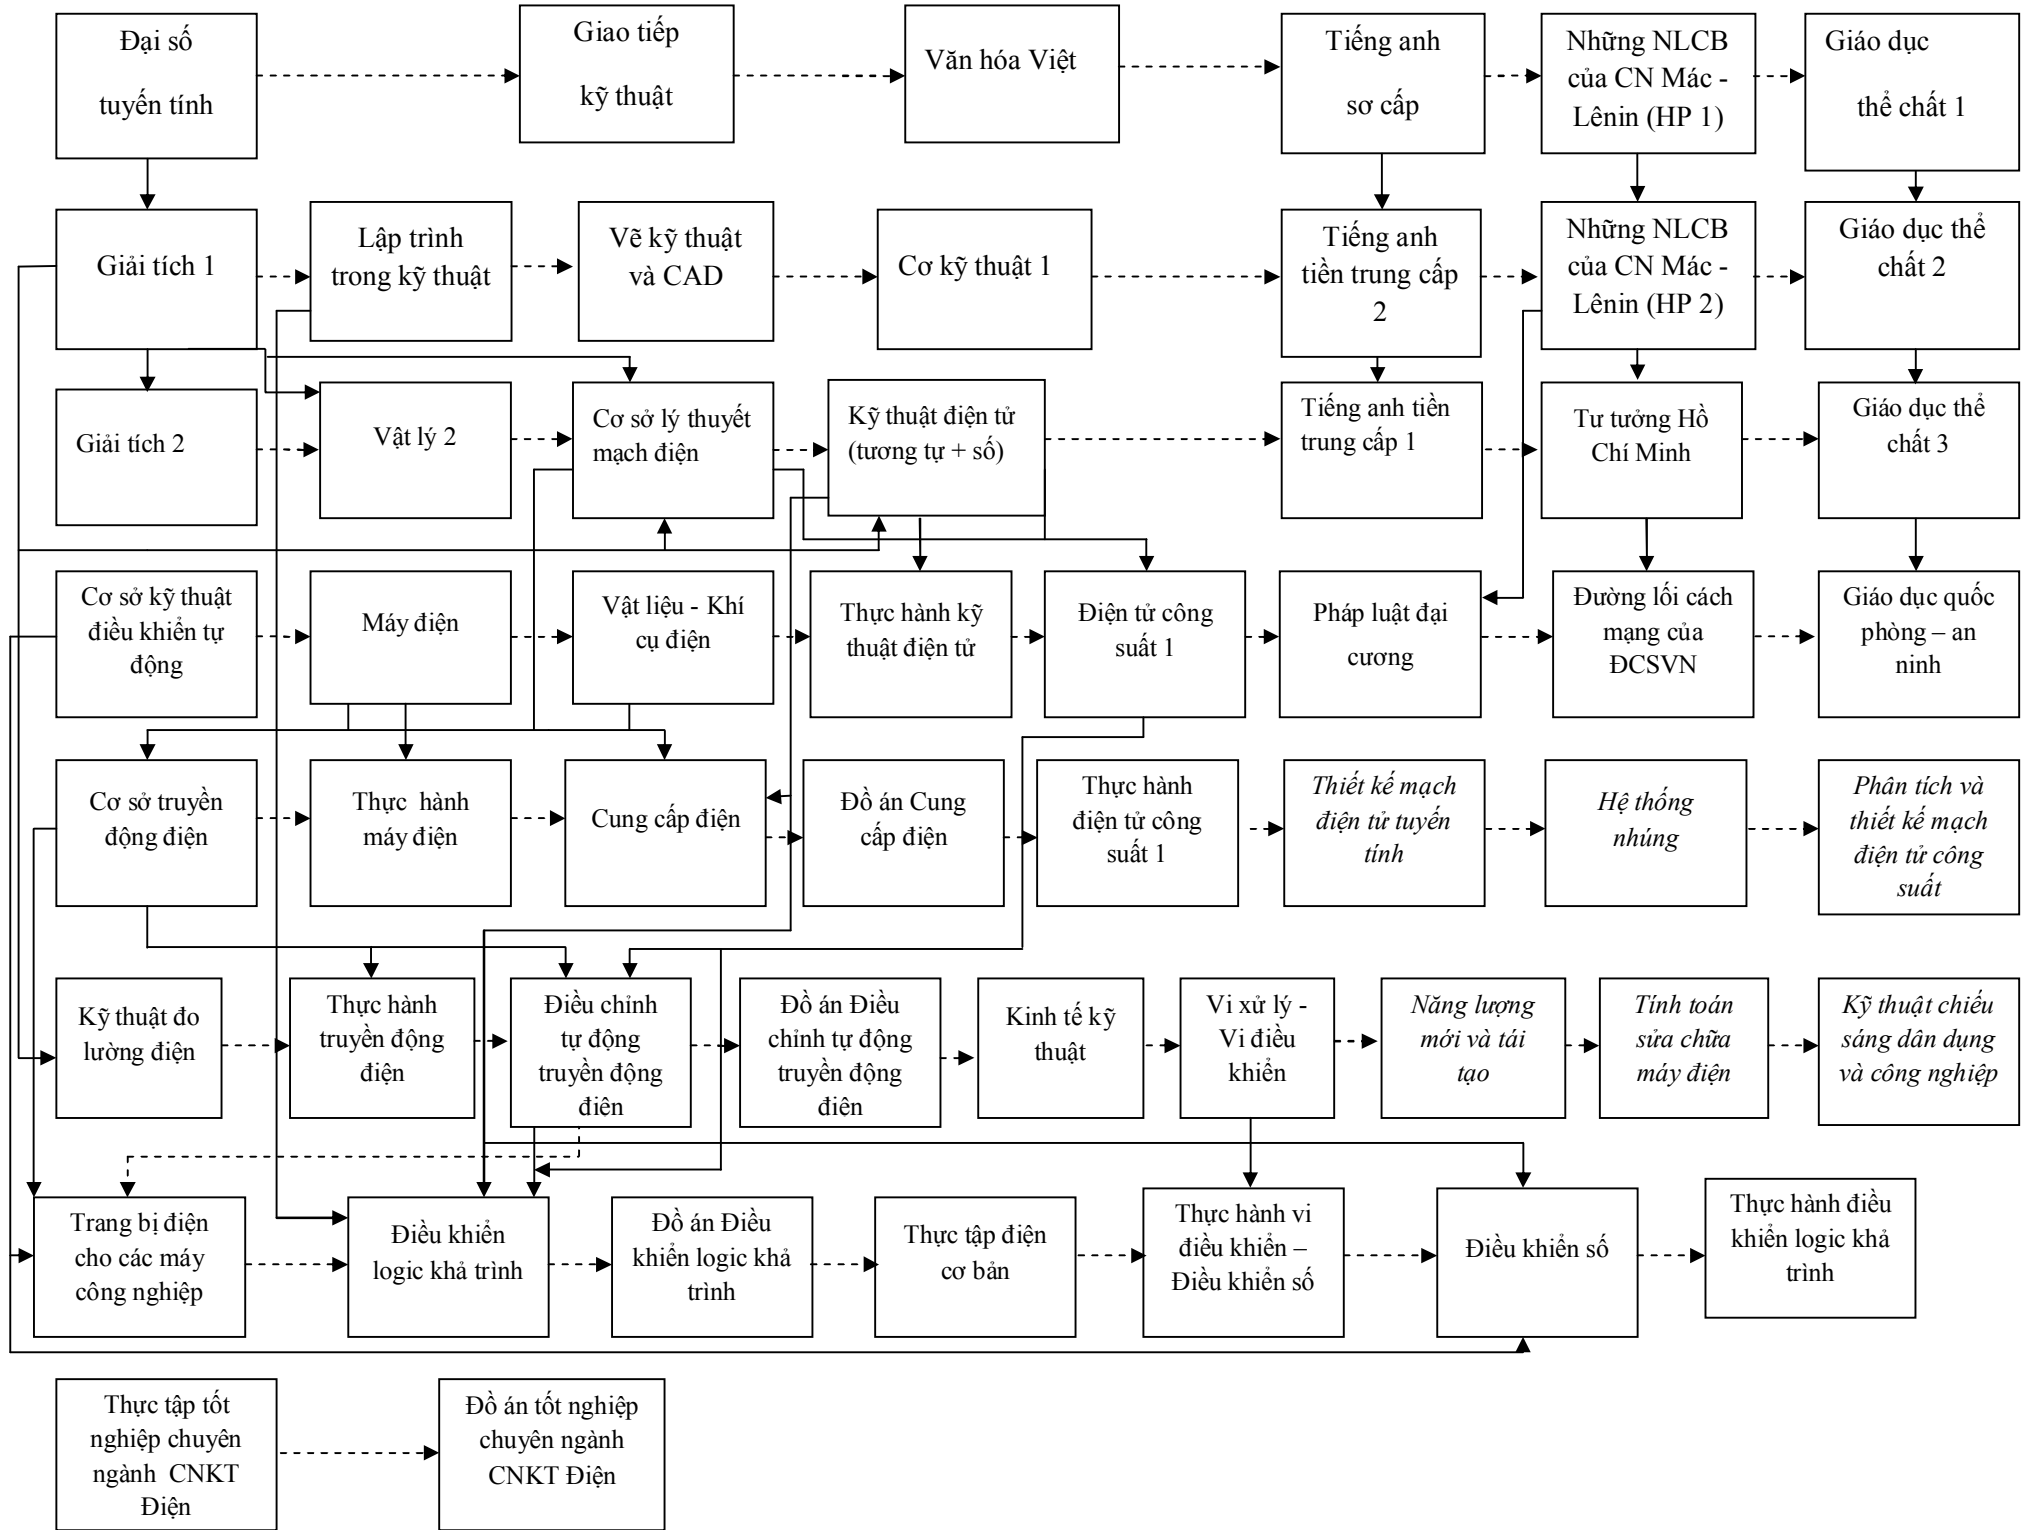 Đại số
tuyến tính
Giao tiếp
kỹ thuật
Văn hóa Việt
Tiếng anh
sơ cấp
Những NLCB
của CN Mác -
Lênin (HP 1)
Giáo dục
thể chất 1
Giải tích 1
Lập trình
trong kỹ thuật
Vẽ kỹ thuật
và CAD
Cơ kỹ thuật 1
Tiếng anh
tiền trung cấp
2
Những NLCB
của CN Mác -
Lênin (HP 2)
Giáo dục thể
chất 2
Giải tích 2
Vật lý 2
Cơ sở lý thuyết
mạch điện
Kỹ thuật điện tử
(tương tự + số)
Tiếng anh tiền
trung cấp 1
Tư tưởng Hồ
Chí Minh
Giáo dục thể
chất 3
Cơ sở kỹ thuật
điều khiển tự
động
Máy điện
Vật liệu - Khí
cụ điện
Thực hành kỹ
thuật điện tử
Điện tử công
suất 1
Pháp luật đại
cương
Đường lối cách
mạng của
ĐCSVN
Giáo dục quốc
phòng – an
ninh
Cơ sở truyền
động điện
Thực hành
máy điện
Cung cấp điện
Đồ án Cung
cấp điện
Thực hành
điện tử công
suất 1
Thiết kế mạch
điện tử tuyến
tính
Hệ thống
nhúng
Phân tích và
thiết kế mạch
điện tử công
suất
Kỹ thuật đo
lường điện
Thực hành
truyền động
điện
Điều chỉnh
tự động
truyền động
điên
Đồ án Điều
chỉnh tự động
truyền động
điên
Kinh tế kỹ
thuật
Vi xử lý -
Vi điều
khiển
Năng lượng
mới và tái
tạo
Tính toán
sửa chữa
máy điện
Kỹ thuật chiếu
sáng dân dụng
và công nghiệp
Trang bị điện
cho các máy
công nghiệp
Điều khiển
logic khả trình
Đồ án Điều
khiển logic khả
trình
Thực tập điện
cơ bản
Thực hành vi
điều khiển –
Điều khiển số
Điều khiển số
Thực hành điều
khiển logic khả
trình
Thực tập tốt
nghiệp chuyên
ngành CNKT
Điện
Đồ án tốt nghiệp
chuyên ngành
CNKT Điện